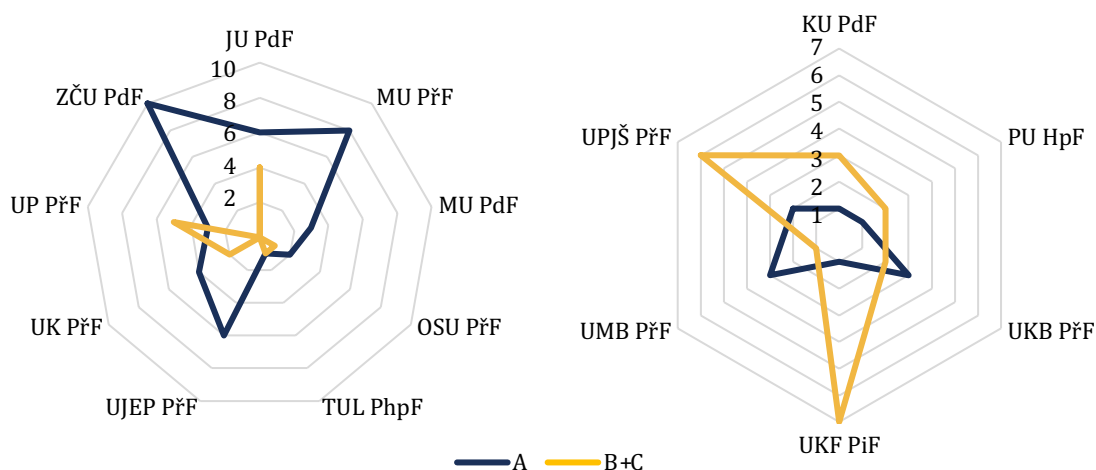 JU PdF
10
8
6
4
2
MU PřF
MU PdF
OSU PřF
TUL PhpF
UJEP PřF
UK PřF
UP PřF
ZČU PdF
KU PdF
7
6
5
4
3
2
1
PU HpF
UKB PřF
UKF PiF
UMB PřF
UPJŠ PřF
A
B+C